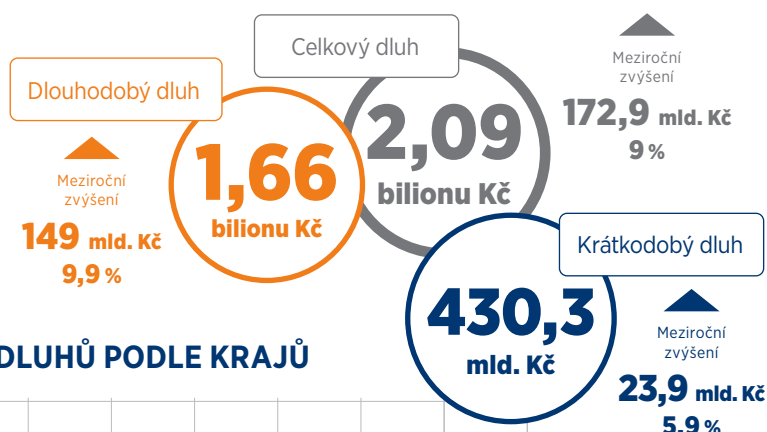 Celkový dluh
2,09
bilionu Kč
Meziroční
zvýšení
172,9 mld. Kč
9 %
Dlouhodobý dluh
1,66
bilionu Kč
Meziroční
zvýšení
149 mld. Kč
9,9 %
Krátkodobý dluh
430,3
mld. Kč
Meziroční
zvýšení
23,9 mld. Kč
5,9 %
DLUHŮ PODLE KRAJŮ